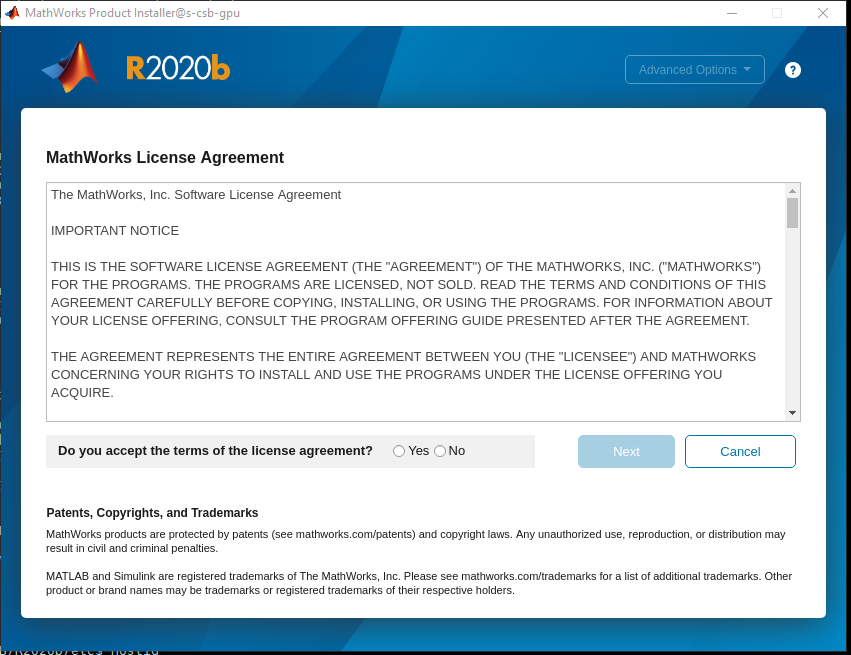 MathWorks Product Installer@s-csb-gpu
R2020b
Advanced Options
?
MathWorks License Agreement
The MathWorks, Inc. Software License Agreement
IMPORTANT NOTICE
THIS IS THE SOFTWARE LICENSE AGREEMENT (THE "AGREEMENT") OF THE MATHWORKS, INC. ("MATHWORKS")
FOR THE PROGRAMS. THE PROGRAMS ARE LICENSED, NOT SOLD. READ THE TERMS AND CONDITIONS OF THIS
AGREEMENT CAREFULLY BEFORE COPYING, INSTALLING, OR USING THE PROGRAMS. FOR INFORMATION ABOUT
YOUR LICENSE OFFERING, CONSULT THE PROGRAM OFFERING GUIDE PRESENTED AFTER THE AGREEMENT.
THE AGREEMENT REPRESENTS THE ENTIRE AGREEMENT BETWEEN YOU (THE "LICENSEE") AND MATHWORKS
CONCERNING YOUR RIGHTS TO INSTALL AND USE THE PROGRAMS UNDER THE LICENSE OFFERING YOU
ACQUIRE.
Do you accept the terms of the license agreement? Yes No
Next Cancel
Patents, Copyrights, and Trademarks
MathWorks products are protected by patents (see mathworks.com/patents) and copyright laws. Any unauthorized use, reproduction, or distribution may
result in civil and criminal penalties.
MATLAB and Simulink are registered trademarks of The MathWorks, Inc. Please see mathworks.com/trademarks for a list of additional trademarks. Other
product or brand names may be trademarks or registered trademarks of their respective holders.